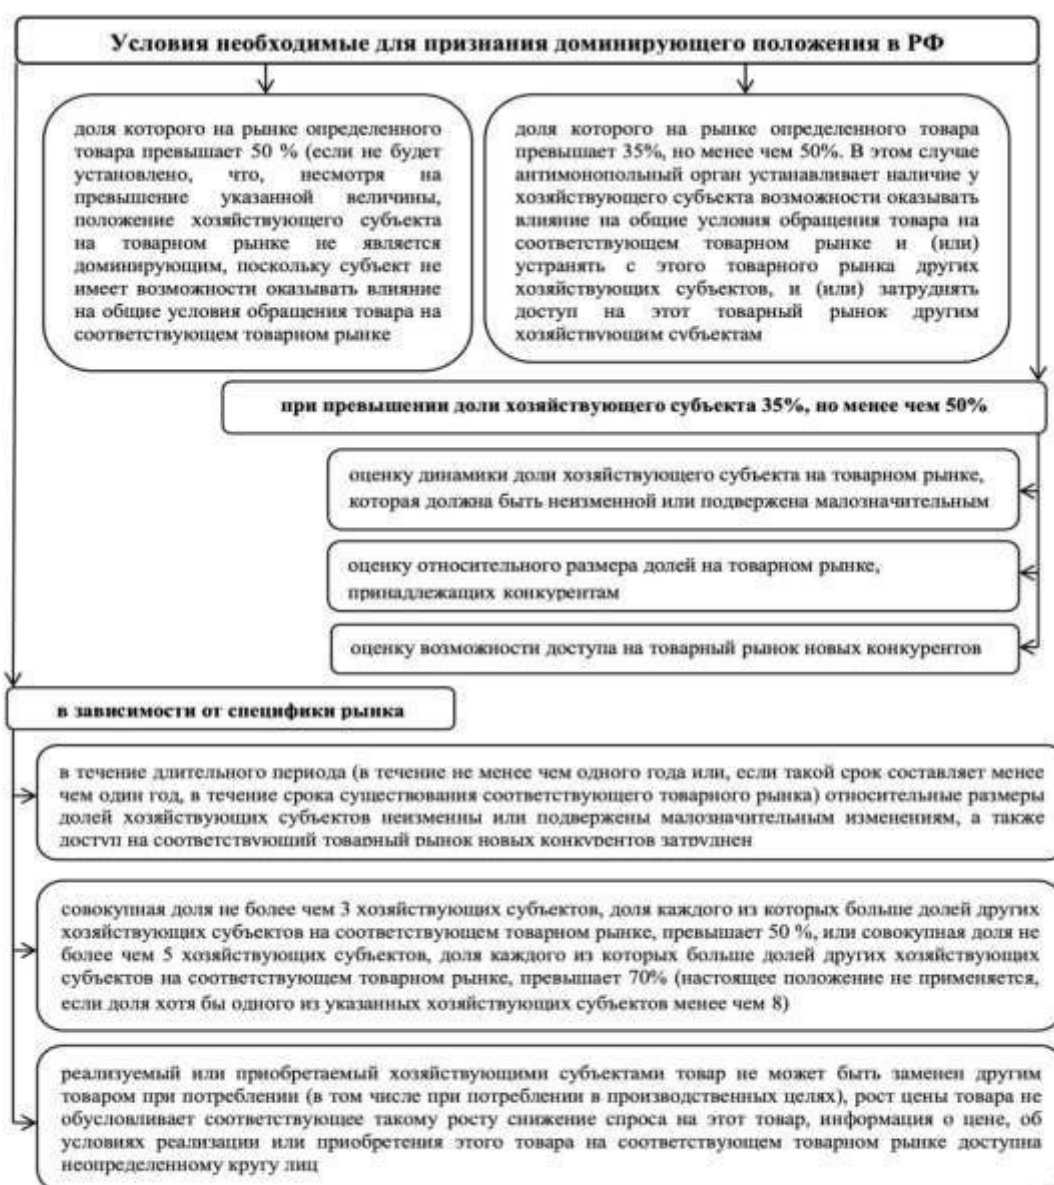 Условия необходимые для признания доминирующего положения в РФ
доля которого на рынке определенного
товара превышает 50 % (если не будет
установлено, что, несмотря на
превышение указанной величины,
положение хозяйствующего субъекта
на товарном рынке не является
доминирующим, поскольку субъект не
имеет возможности оказывать влияние
на общие условия обращения товара на
соответствующем товарном рынке
доля которого на рынке определенного товара
превышает 35%, но менее чем 50%. В этом случае
антимонопольный орган устанавливает наличие у
хозяйствующего субъекта возможности оказывать
влияние на общие условия обращения товара на
соответствующем товарном рынке и (или)
устранять с этого товарного рынка других
хозяйствующих субъектов, и (или) затруднять
доступ на этот товарный рынок другим
хозяйствующим субъектам
при превышении доли хозяйствующего субъекта 35%, но менее чем 50%
оценку динамики доли хозяйствующего субъекта на товарном рынке,
которая должна быть неизменной или подвержена малозначительным
оценку относительного размера долей на товарном рынке,
принадлежащих конкурентам
оценку возможности доступа на товарный рынок новых конкурентов
в зависимости от специфики рынка
в течение длительного периода (в течение не менее чем одного года или, если такой срок составляет менее
чем один год, в течение срока существования соответствующего товарного рынка) относительные размеры
долей хозяйствующих субъектов неизменны или подвержены малозначительным изменениям, а также
доступ на соответствующий товарный рынок новых конкурентов затруднен
совокупная доля не более чем 3 хозяйствующих субъектов, доля каждого из которых больше долей других
хозяйствующих субъектов на соответствующем товарном рынке, превышает 50 %, или совокупная доля не
более чем 5 хозяйствующих субъектов, доля каждого из которых больше долей других хозяйствующих
субъектов на соответствующем товарном рынке, превышает 70% (настоящее положение не применяется,
если доля хотя бы одного из указанных хозяйствующих субъектов менее чем 8)
реализуемый или приобретаемый хозяйствующими субъектами товар не может быть заменен другим
товаром при потреблении (в том числе при потреблении в производственных целях), рост цены товара не
обусловливает соответствующее такому росту снижение спроса на этот товар, информация о цене, об
условиях реализации или приобретения этого товара на соответствующем товарном рынке доступна
неопределенному кругу лиц